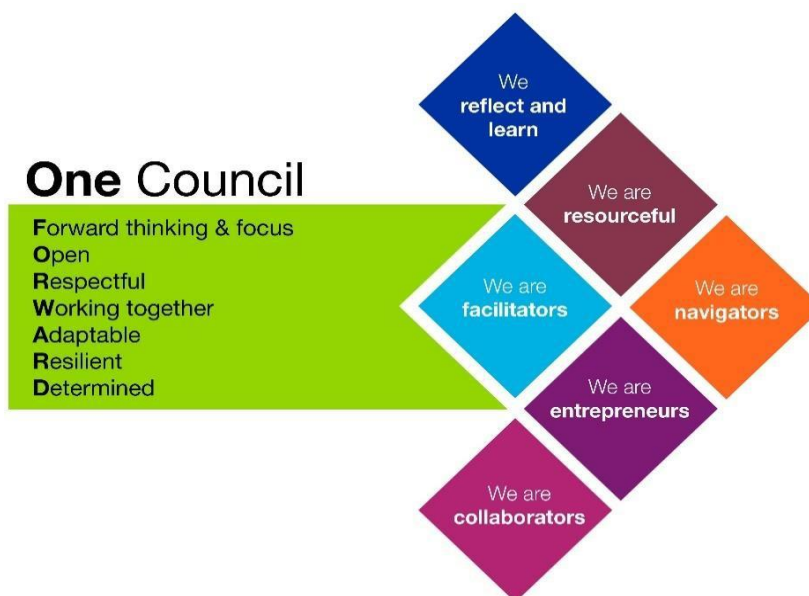 One Council
Forward thinking & focus
Open
Respectful
Working together
Adaptable
Resilient
Determined
We
reflect and
learn
We are
resourceful
We are
facilitators
We are
navigators
We are
entrepreneurs
We are
collaborators